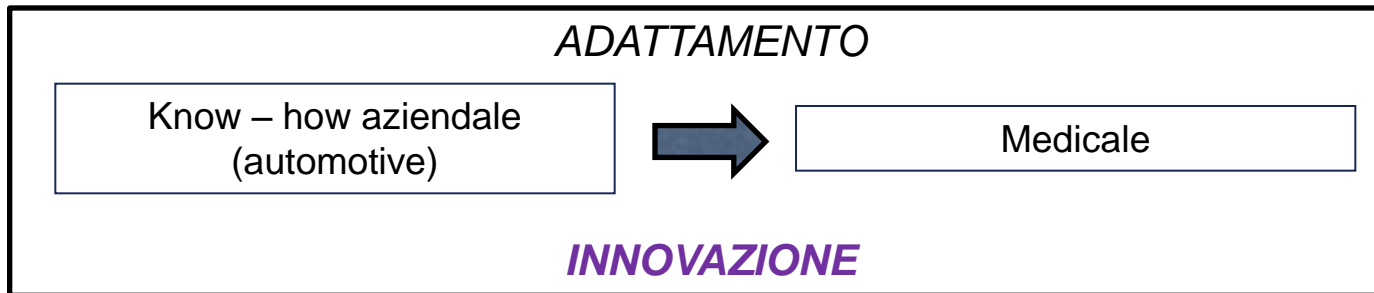 ADATTAMENTO
Know – how aziendale
(automotive)
Medicale
INNOVAZIONE